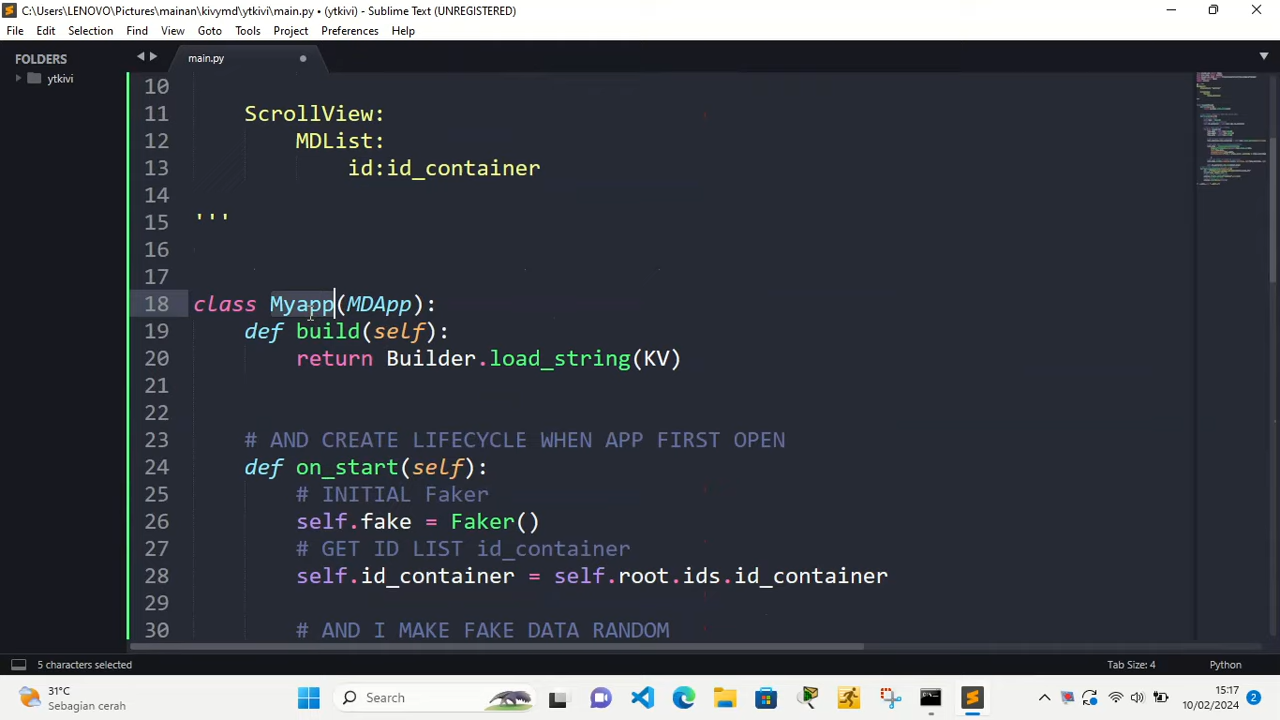 C:\Users\LENOVO\Pictures\mainan\kivymd\ytkivi\main.py • (ytkivi) - Sublime Text (UNREGISTERED)
File Edit Selection Find View Goto Tools Project Preferences Help
FOLDERS
ytkivi
main.py
10
11 ScrollView:
12 MDList:
13 id:id_container
14
15 '''
16
17
18 class Myapp(MDApp):
19 def build(self):
20 return Builder.load_string(KV)
21
22
23 # AND CREATE LIFECYCLE WHEN APP FIRST OPEN
24 def on_start(self):
25 # INITIAL Faker
26 self.fake = Faker()
27 # GET ID LIST id_container
28 self.id_container = self.root.ids.id_container
29
30 # AND I MAKE FAKE DATA RANDOM
5 characters selected
Tab Size: 4
Python
31°C
Sebagian cerah
Search
15:17
10/02/2024
2